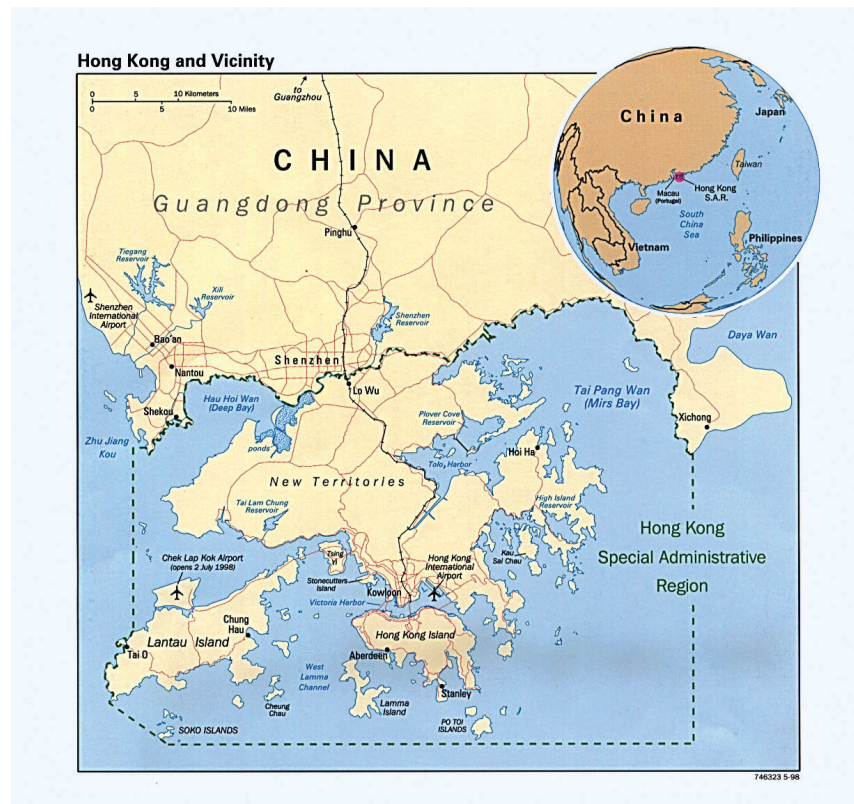 Hong Kong and Vicinity
0 5 10 Kilometers
0 5 10 Miles
to
Guangzhou
CHINA
Guangdong Province
Pinghu
Tiegang
Reservoir
Xili
Reservoir
Shenzhen
International
Airport
Shenzhen
Reservoir
Bao'an
Nantou
Shenzhen
Shekou
Lo Wu
Hau Hoi Wan
(Deep Bay)
Zhu Jiang
Kou
ponds
Plover Cove
Reservoir
Tai Pang Wan
(Mirs Bay)
Daya Wan
Xichong
Tolo Harbor
Hoi Ha
New Territories
Tai Lam Chung
Reservoir
High Island
Reservoir
Hong Kong
Special Administrative
Region
Chek Lap Kok Airport
(opens 2 July 1998)
Tsing
Yi
Stonecutters
Island
Kowloon
Hong Kong
International
Airport
Kau
Sai Chau
Victoria Harbor
Chung
Hau
Lantau Island
Tai O
Hong Kong Island
Aberdeen
West
Lamma
Channel
Stanley
Cheung
Chau
Lamma
Island
PO TOI
ISLANDS
SOKO ISLANDS
China
Japan
Taiwan
Macau
(Portugal)
Hong Kong
S.A.R.
South
China
Sea
Vietnam
Philippines
746323 5-98